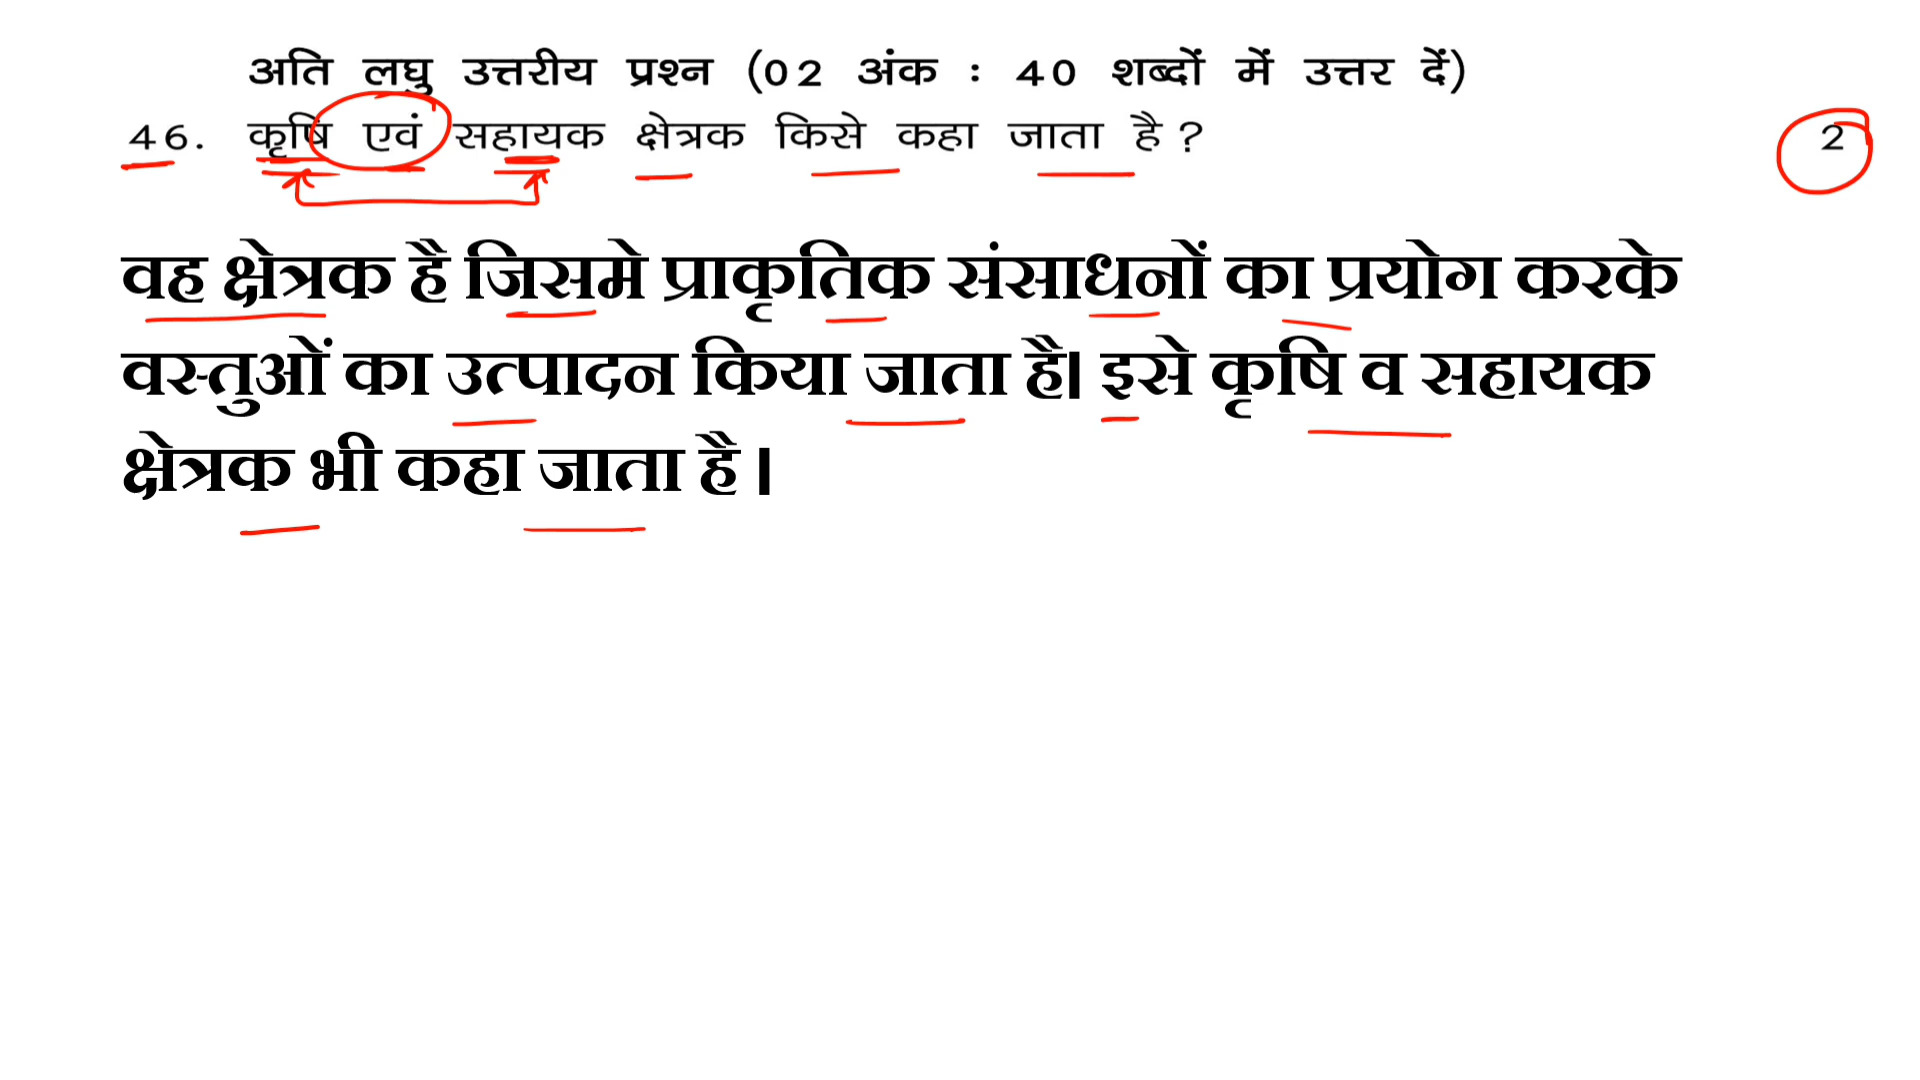 अति लघु उत्तरीय प्रश्न (02 अंक : 40 शब्दों में उत्तर दें)
46. कृषि एवं सहायक क्षेत्रक किसे कहा जाता है ? 2
वह क्षेत्रक है जिसमे प्राकृतिक संसाधनों का प्रयोग करके
वस्तुओं का उत्पादन किया जाता है। इसे कृषि व सहायक
क्षेत्रक भी कहा जाता है ।